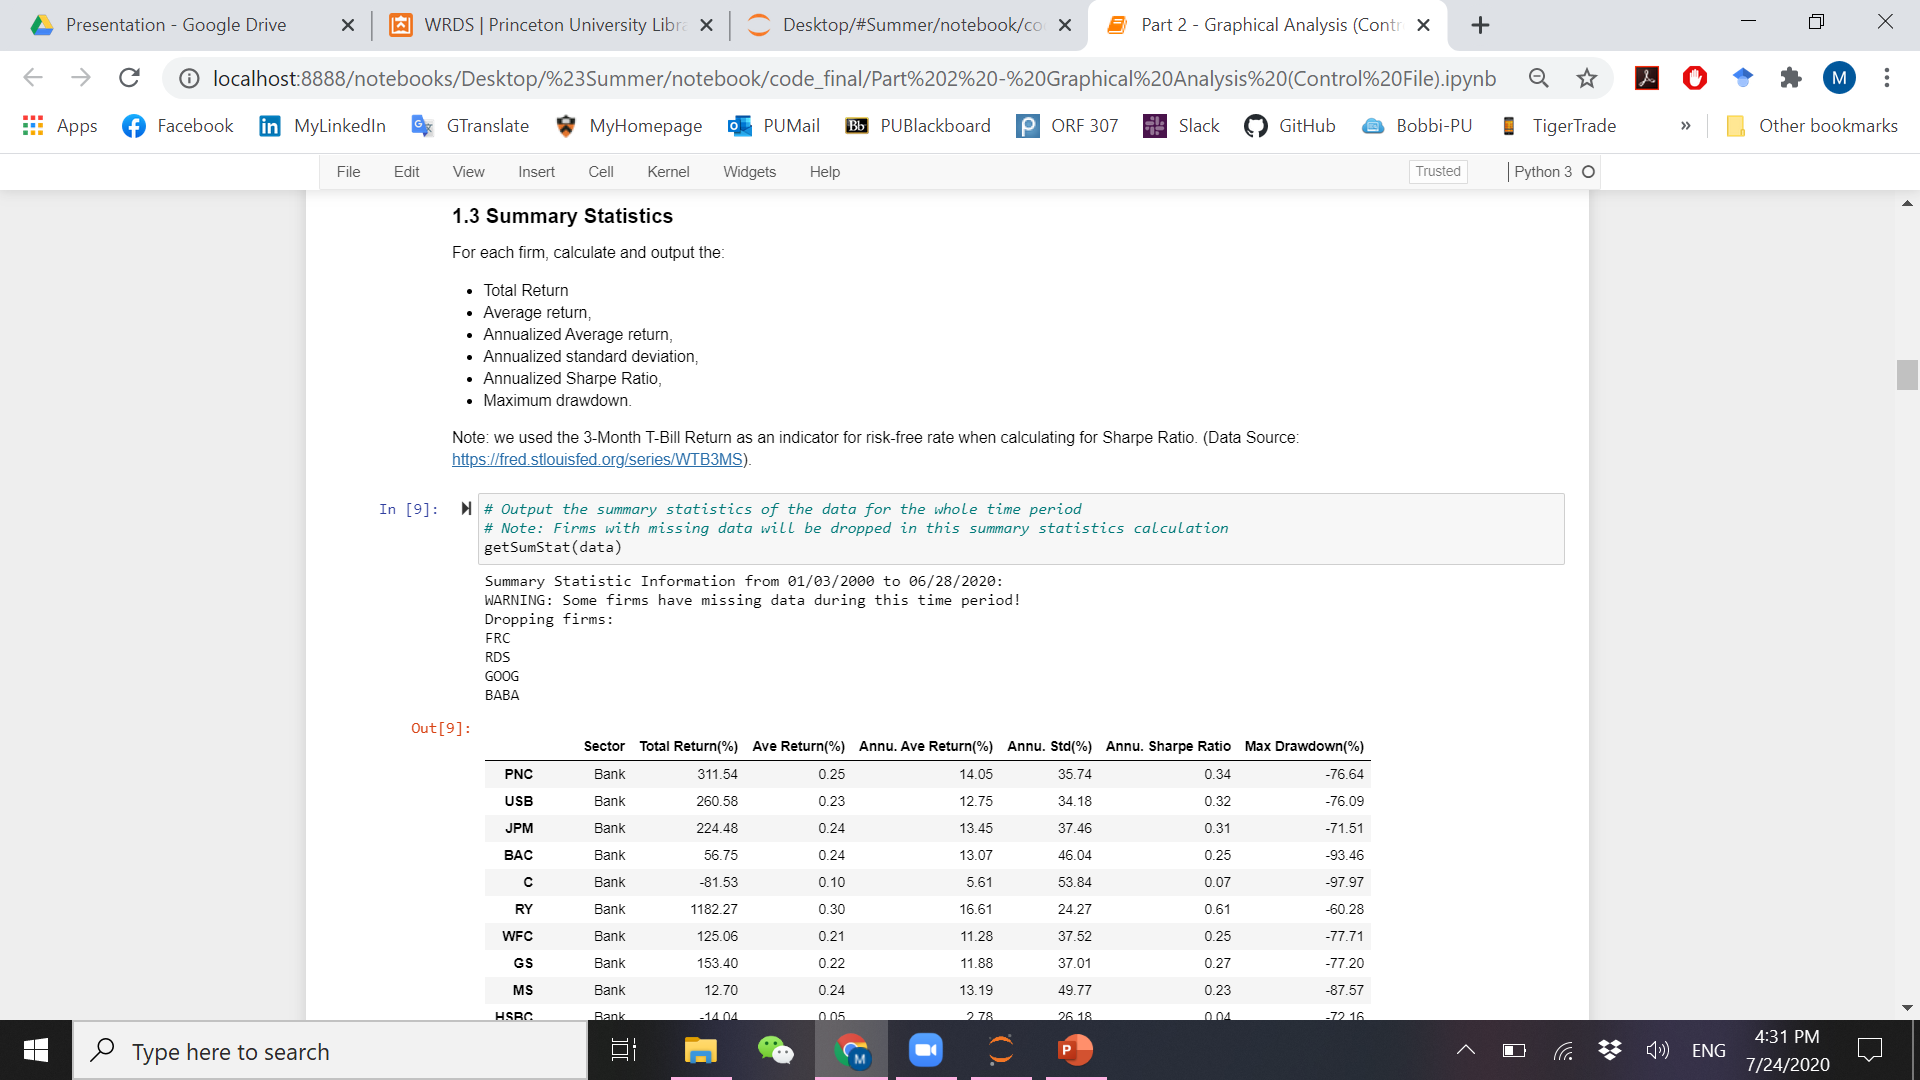 Presentation - Google Drive
WRDS | Princeton University Libra
Desktop/#Summer/notebook/co
Part 2 - Graphical Analysis (Contr
localhost:8888/notebooks/Desktop/%23Summer/notebook/code_final/Part%202%20-%20Graphical%20Analysis%20(Control%20File).ipynb
M
Apps Facebook MyLinkedIn GTranslate MyHomepage PUMail PUBlackboard ORF 307 Slack GitHub Bobbi-PU TigerTrade » Other bookmarks
File Edit View Insert Cell Kernel Widgets Help Trusted Python 3
1.3 Summary Statistics
For each firm, calculate and output the:
• Total Return
• Average return,
• Annualized Average return,
• Annualized standard deviation,
• Annualized Sharpe Ratio,
• Maximum drawdown.
Note: we used the 3-Month T-Bill Return as an indicator for risk-free rate when calculating for Sharpe Ratio. (Data Source:
https://fred.stlouisfed.org/series/WTB3MS).
In [9]:
# Output the summary statistics of the data for the whole time period
# Note: Firms with missing data will be dropped in this summary statistics calculation
getSumStat(data)
Summary Statistic Information from 01/03/2000 to 06/28/2020:
WARNING: Some firms have missing data during this time period!
Dropping firms:
FRC
RDS
GOOG
BABA
Out[9]:
Sector Total Return(%) Ave Return(%) Annu. Ave Return(%) Annu. Std(%) Annu. Sharpe Ratio Max Drawdown(%)
PNC Bank 311.54 0.25 14.05 35.74 0.34 -76.64
USB Bank 260.58 0.23 12.75 34.18 0.32 -76.09
JPM Bank 224.48 0.24 13.45 37.46 0.31 -71.51
BAC Bank 56.75 0.24 13.07 46.04 0.25 -93.46
C Bank -81.53 0.10 5.61 53.84 0.07 -97.97
RY Bank 1182.27 0.30 16.61 24.27 0.61 -60.28
WFC Bank 125.06 0.21 11.28 37.52 0.25 -77.71
GS Bank 153.40 0.22 11.88 37.01 0.27 -77.20
MS Bank 12.70 0.24 13.19 49.77 0.23 -87.57
HSBC Bank -14.04 0.05 2.78 26.18 0.04 -72.16
Type here to search
ENG
4:31 PM
7/24/2020